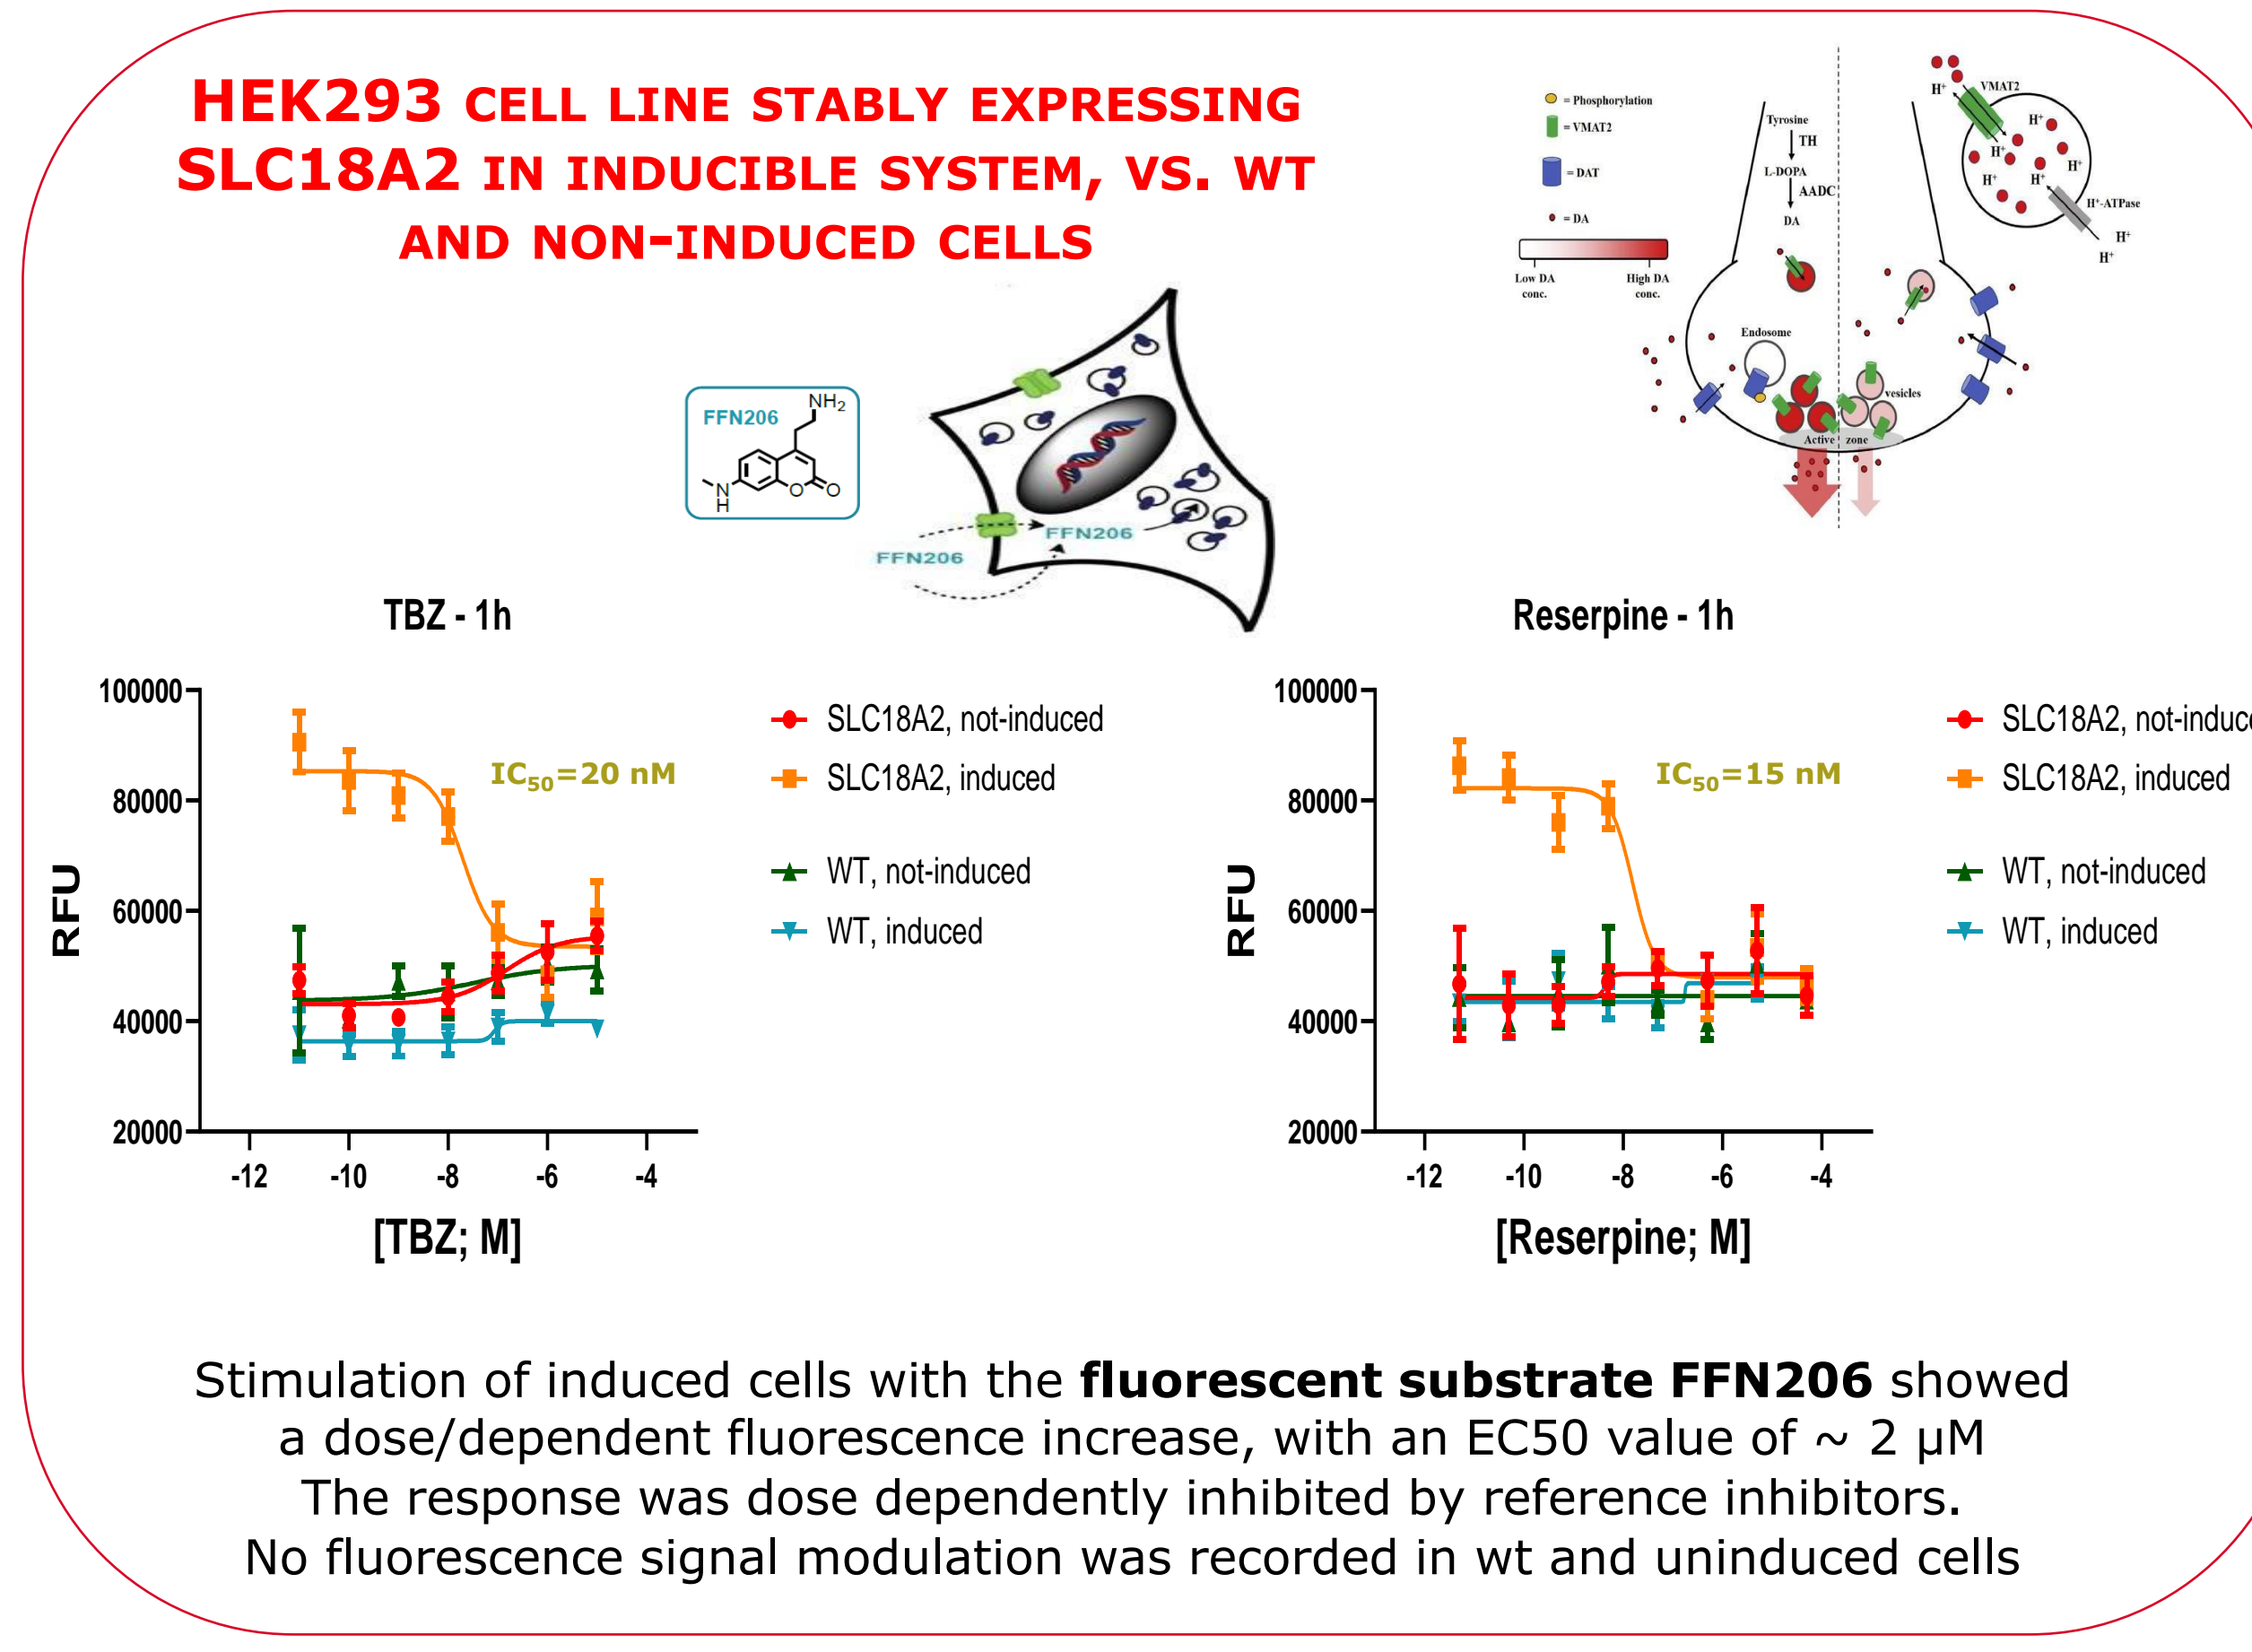 HEK293 CELL LINE STABLY EXPRESSING
SLC18A2 IN INDUCIBLE SYSTEM, VS. WT
AND NON-INDUCED CELLS
= Phosphorylation
= VMAT2
= DAT
= DA
Low DA conc.
High DA conc.
Tyrosine
TH
L-DOPA
AADC
DA
Endosome
vesicles
Active zone
VMAT2
H⁺
H⁺
H⁺
H⁺
H⁺
H⁺
H⁺-ATPase
H⁺
H⁺
FFN206
NH₂
N
H
O
O
FFN206
FFN206
TBZ - 1h
100000
80000
60000
40000
20000
RFU
-12 -10 -8 -6 -4
[TBZ; M]
IC₅₀=20 nM
SLC18A2, not-induced
SLC18A2, induced
WT, not-induced
WT, induced
Reserpine - 1h
100000
80000
60000
40000
20000
RFU
-12 -10 -8 -6 -4
[Reserpine; M]
IC₅₀=15 nM
SLC18A2, not-induc
SLC18A2, induced
WT, not-induced
WT, induced
Stimulation of induced cells with the fluorescent substrate FFN206 showed
a dose/dependent fluorescence increase, with an EC50 value of ~ 2 µM
The response was dose dependently inhibited by reference inhibitors.
No fluorescence signal modulation was recorded in wt and uninduced cells